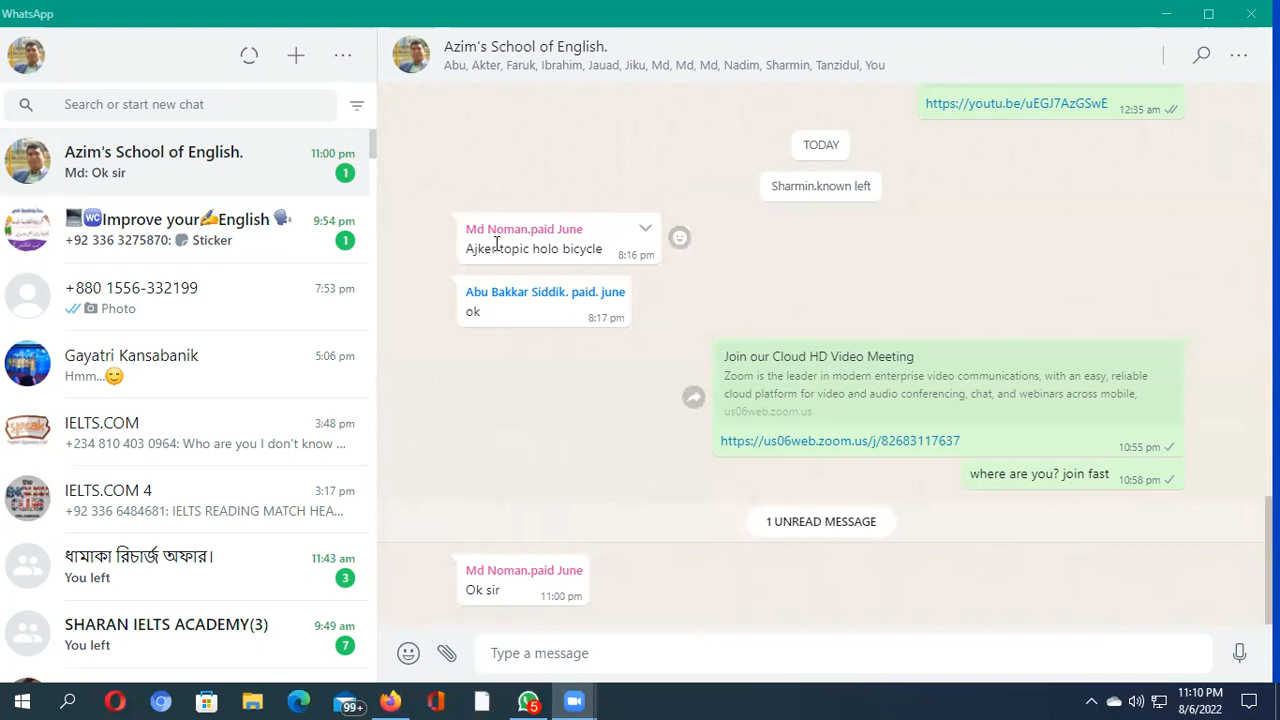 WhatsApp
Search or start new chat
Azim's School of English.
11:00 pm
Md: Ok sir
1
Improve your English
9:54 pm
+92 336 3275870: Sticker
1
+880 1556-332199
7:53 pm
Photo
Gayatri Kansabanik
5:06 pm
Hmm...
IELTS.COM
3:48 pm
+234 810 403 0964: Who are you I don't know ...
IELTS.COM 4
3:17 pm
+92 336 6484681: IELTS READING MATCH HEA...
ধামাকা রিচার্জ অফার।
11:43 am
You left
3
SHARAN IELTS ACADEMY(3)
9:49 am
You left
7
Azim's School of English.
Abu, Akter, Faruk, Ibrahim, Jauad, Jiku, Md, Md, Md, Nadim, Sharmin, Tanzidul, You
https://youtu.be/uEGJ7AzGSwE
12:35 am
TODAY
Sharmin.known left
Md Noman.paid June
Ajker topic holo bicycle
8:16 pm
Abu Bakkar Siddik. paid. june
ok
8:17 pm
Join our Cloud HD Video Meeting
Zoom is the leader in modern enterprise video communications, with an easy, reliable
cloud platform for video and audio conferencing, chat, and webinars across mobile,
us06web.zoom.us
https://us06web.zoom.us/j/82683117637
10:55 pm
where are you? join fast
10:58 pm
1 UNREAD MESSAGE
Md Noman.paid June
Ok sir
11:00 pm
Type a message
99+
5
11:10 PM
8/6/2022